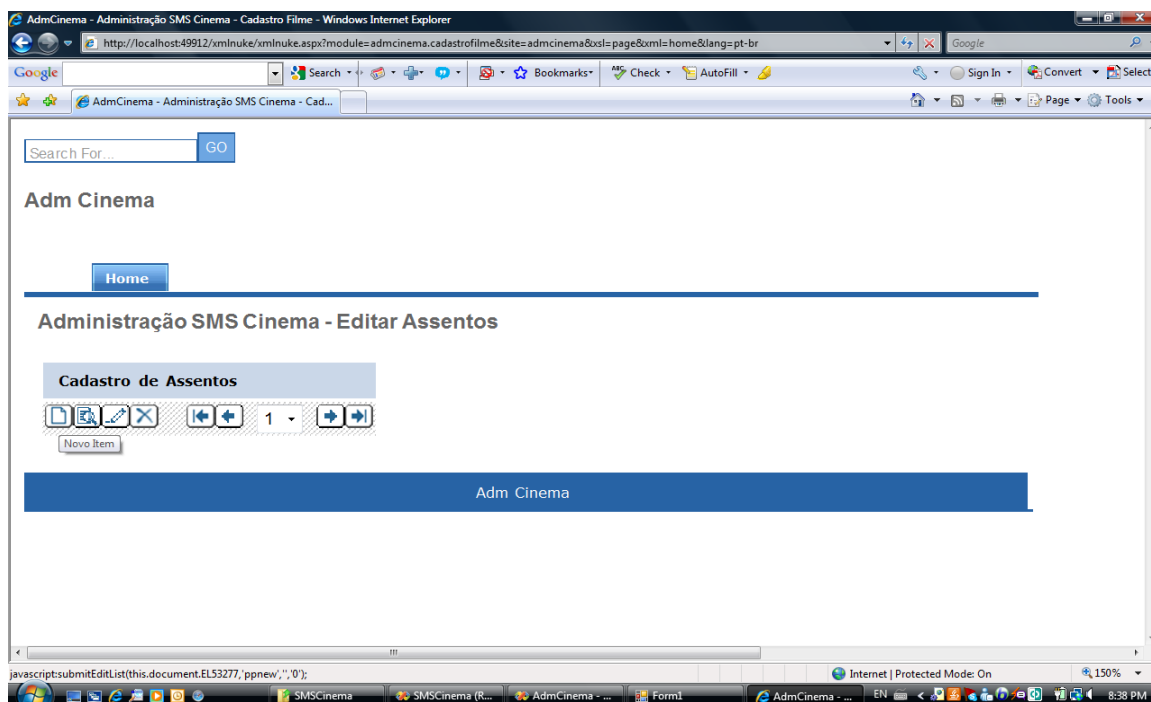 AdmCinema - Administração SMS Cinema - Cadastro Filme - Windows Internet Explorer
http://localhost:49912/xmlnuke/xmlnuke.aspx?module=admcinema.cadastrofilme&site=admcinema&xsl=page&xml=home&lang=pt-br
Google
Google Search Bookmarks ABC Check AutoFill Sign In Convert Select
AdmCinema - Administração SMS Cinema - Cad... Page Tools
Search For... GO
Adm Cinema
Home
Administração SMS Cinema - Editar Assentos
Cadastro de Assentos
1
Novo Item
Adm Cinema
javascript:submitEditList(this.document.EL53277,'ppnew','','0'); Internet | Protected Mode: On 150%
SMSCinema SMSCinema (R... AdmCinema - ... Form1 AdmCinema - ... EN 8:38 PM